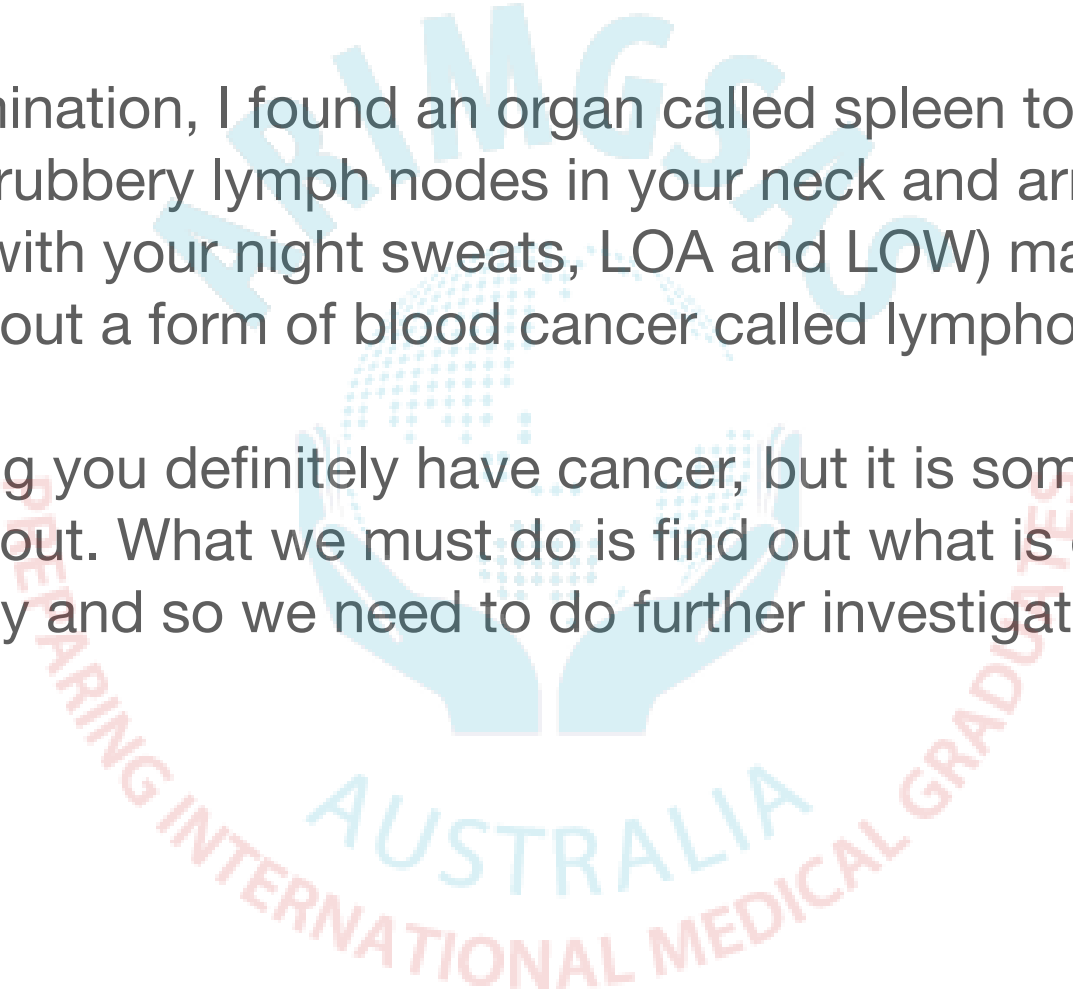 mination, I found an organ called spleen to
rubbery lymph nodes in your neck and ar
with your night sweats, LOA and LOW) ma
out a form of blood cancer called lympho
g you definitely have cancer, but it is som
out. What we must do is find out what is
y and so we need to do further investigat
ARIMGSAS
AUSTRALIA
PREPARING INTERNATIONAL MEDICAL GRADUATES